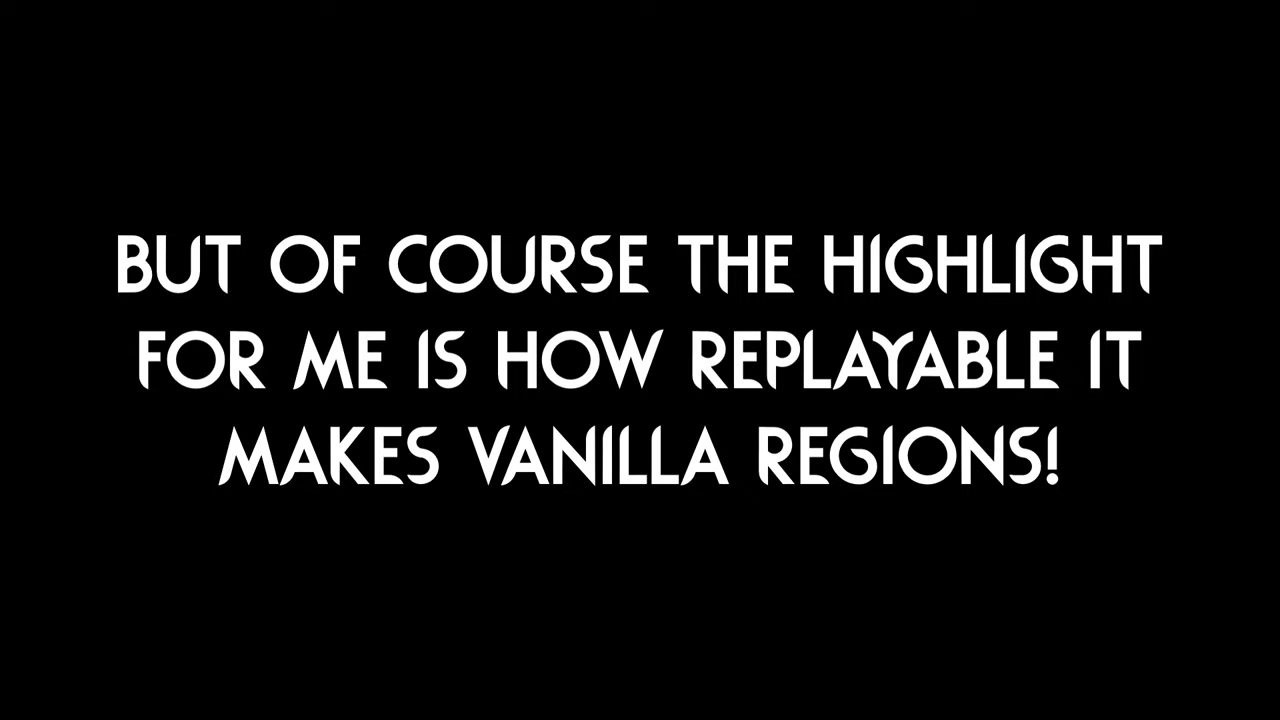 BUT OF COURSE THE HIGHLIGHT
FOR ME IS HOW REPLAYABLE IT
MAKES VANILLA REGIONS!